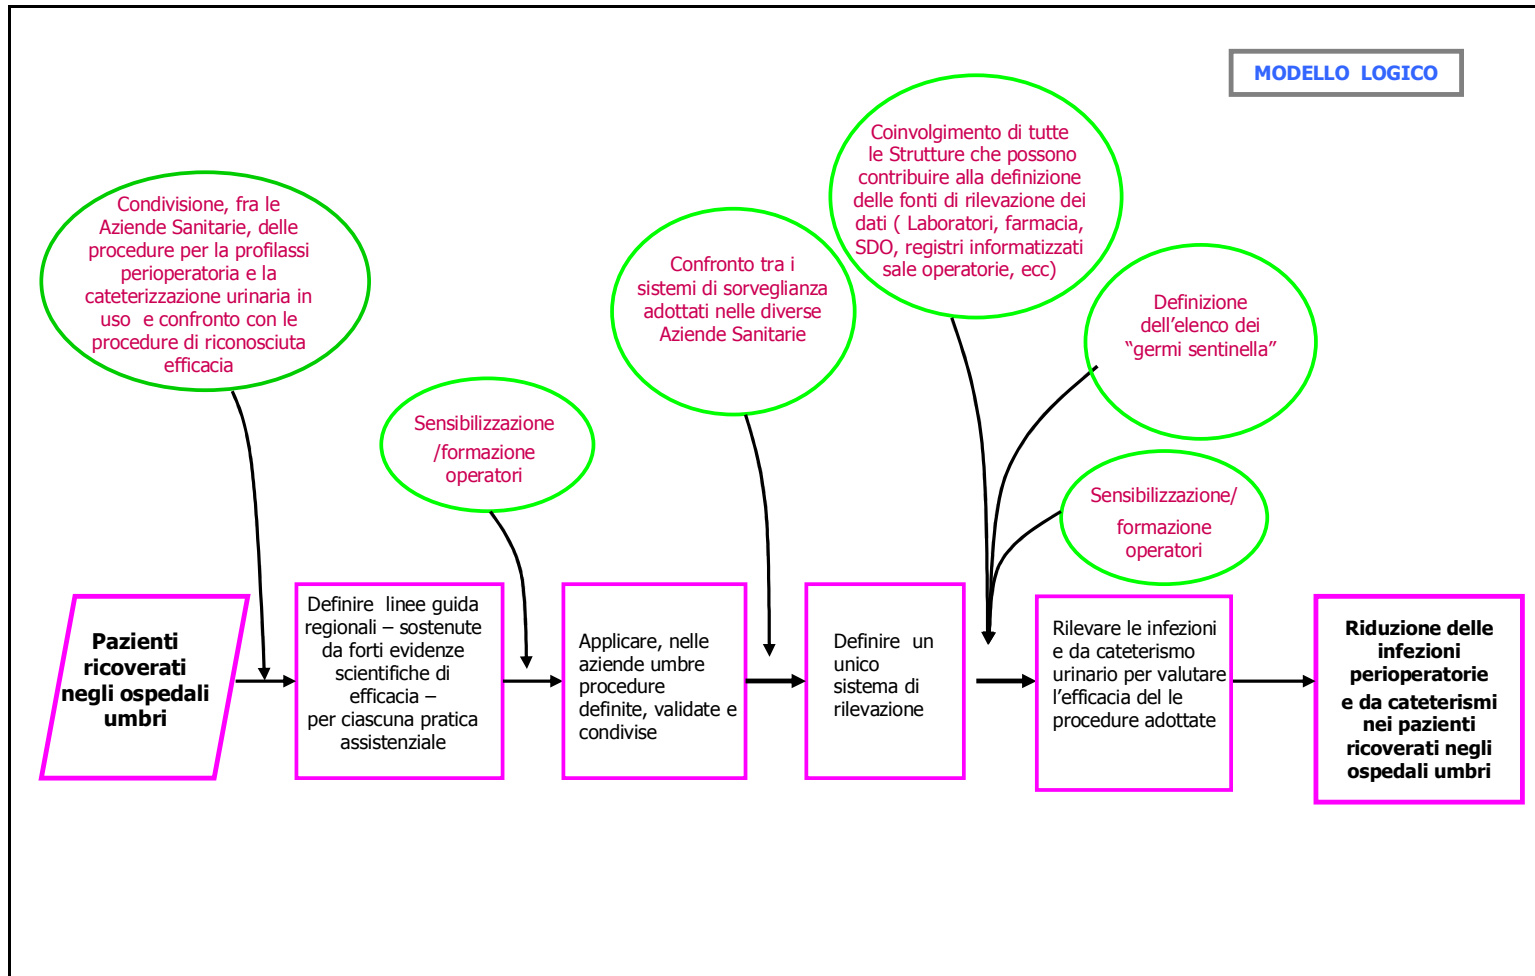 MODELLO LOGICO
Condivisione, fra le
Aziende Sanitarie, delle
procedure per la profilassi
perioperatoria e la
cateterizzazione urinaria in
uso e confronto con le
procedure di riconosciuta
efficacia
Sensibilizzazione
/formazione
operatori
Confronto tra i
sistemi di sorveglianza
adottati nelle diverse
Aziende Sanitarie
Coinvolgimento di tutte
le Strutture che possono
contribuire alla definizione
delle fonti di rilevazione dei
dati ( Laboratori, farmacia,
SDO, registri informatizzati
sale operatorie, ecc)
Definizione
dell’elenco dei
“germi sentinella”
Sensibilizzazione/
formazione
operatori
Pazienti
ricoverati
negli ospedali
umbri
Definire linee guida
regionali – sostenute
da forti evidenze
scientifiche di
efficacia –
per ciascuna pratica
assistenziale
Applicare, nelle
aziende umbre
procedure
definite, validate e
condivise
Definire un
unico
sistema di
rilevazione
Rilevare le infezioni
e da cateterismo
urinario per valutare
l’efficacia del le
procedure adottate
Riduzione delle
infezioni
perioperatorie
e da cateterismi
nei pazienti
ricoverati negli
ospedali umbri